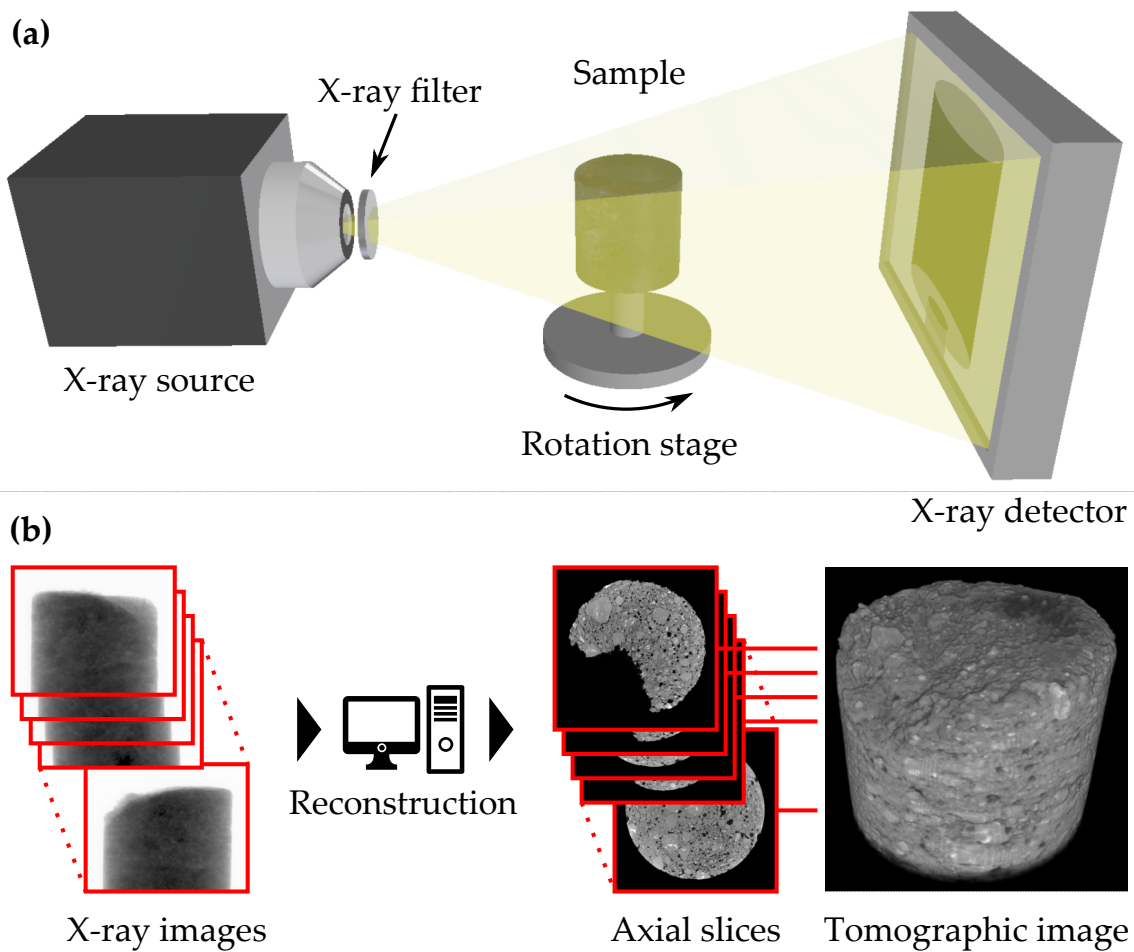 (a)
Sample
X-ray filter
X-ray source
Rotation stage
X-ray detector
(b)
Reconstruction
X-ray images
Axial slices
Tomographic image